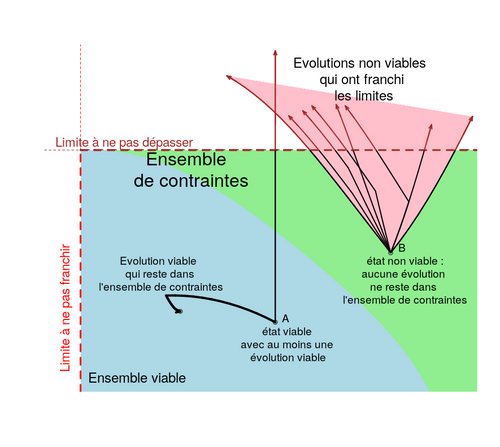 Evolutions non viables
qui ont franchi
les limites
Limite à ne pas dépasser
Ensemble
de contraintes
Limite à ne pas franchir
Evolution viable
qui reste dans
l'ensemble de contraintes
B
état non viable :
aucune évolution
ne reste dans
l'ensemble de contraintes
A
état viable
avec au moins une
évolution viable
Ensemble viable